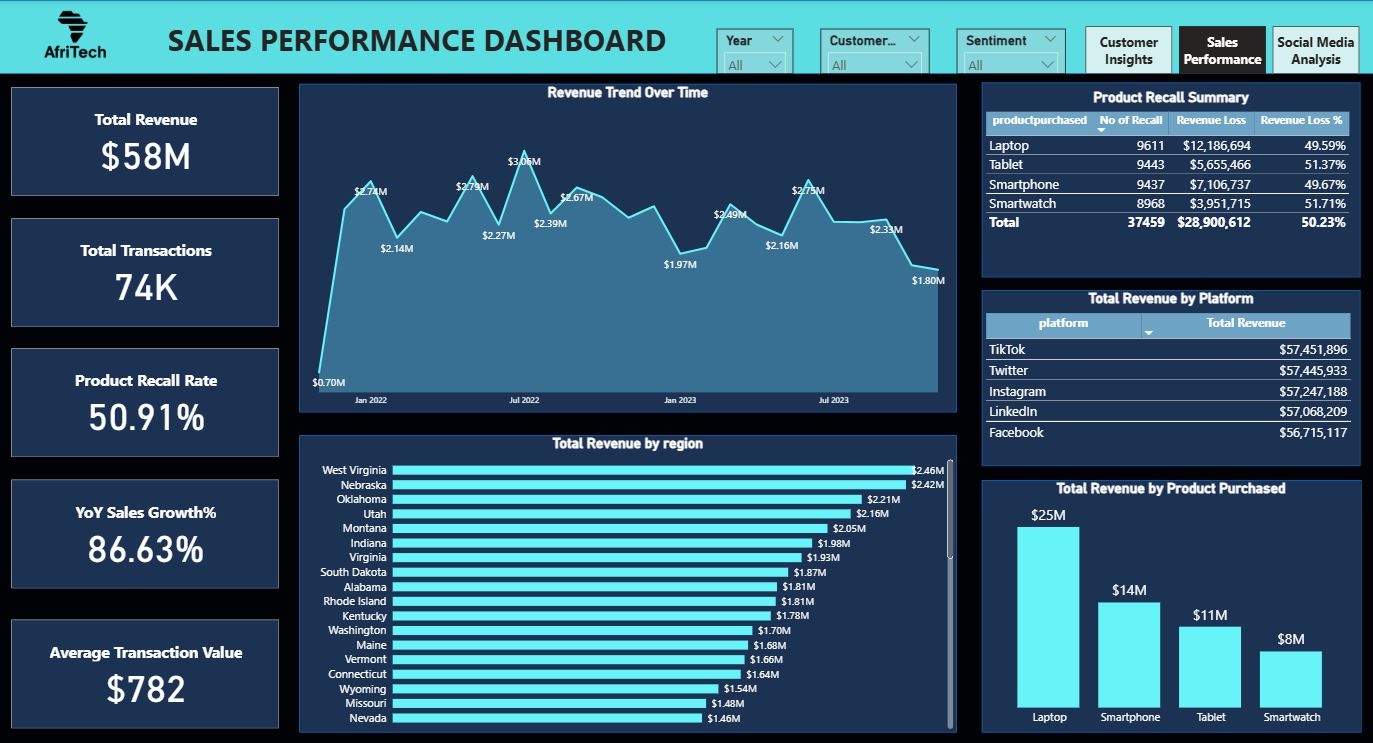 AfriTech
SALES PERFORMANCE DASHBOARD
Year
All
Customer...
All
Sentiment
All
Customer
Insights
Sales
Performance
Social Media
Analysis
Total Revenue
$58M
Total Transactions
74K
Product Recall Rate
50.91%
YoY Sales Growth%
86.63%
Average Transaction Value
$782
Revenue Trend Over Time
$0.70M
$2.74M
$2.14M
$2.79M
$2.27M
$3.06M
$2.39M
$2.67M
$1.97M
$2.49M
$2.16M
$2.75M
$2.33M
$1.80M
Jan 2022 Jul 2022 Jan 2023 Jul 2023
Total Revenue by region
West Virginia $2.46M
Nebraska $2.42M
Oklahoma $2.21M
Utah $2.16M
Montana $2.05M
Indiana $1.98M
Virginia $1.93M
South Dakota $1.87M
Alabama $1.81M
Rhode Island $1.81M
Kentucky $1.78M
Washington $1.70M
Maine $1.68M
Vermont $1.66M
Connecticut $1.64M
Wyoming $1.54M
Missouri $1.48M
Nevada $1.46M
Product Recall Summary
productpurchased No of Recall Revenue Loss Revenue Loss %
Laptop 9611 $12,186,694 49.59%
Tablet 9443 $5,655,466 51.37%
Smartphone 9437 $7,106,737 49.67%
Smartwatch 8968 $3,951,715 51.71%
Total 37459 $28,900,612 50.23%
Total Revenue by Platform
platform Total Revenue
TikTok $57,451,896
Twitter $57,445,933
Instagram $57,247,188
LinkedIn $57,068,209
Facebook $56,715,117
Total Revenue by Product Purchased
$25M
$14M
$11M
$8M
Laptop Smartphone Tablet Smartwatch